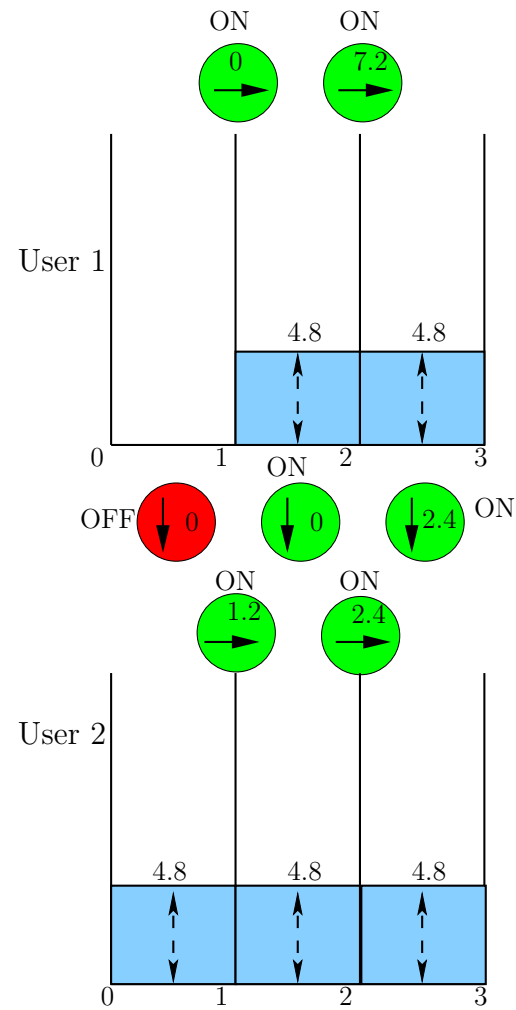 ON ON
0 7.2
User 1
4.8 4.8
0 1 2 3
ON
OFF 0 0 2.4 ON
ON ON
1.2 2.4
User 2
4.8 4.8 4.8
0 1 2 3